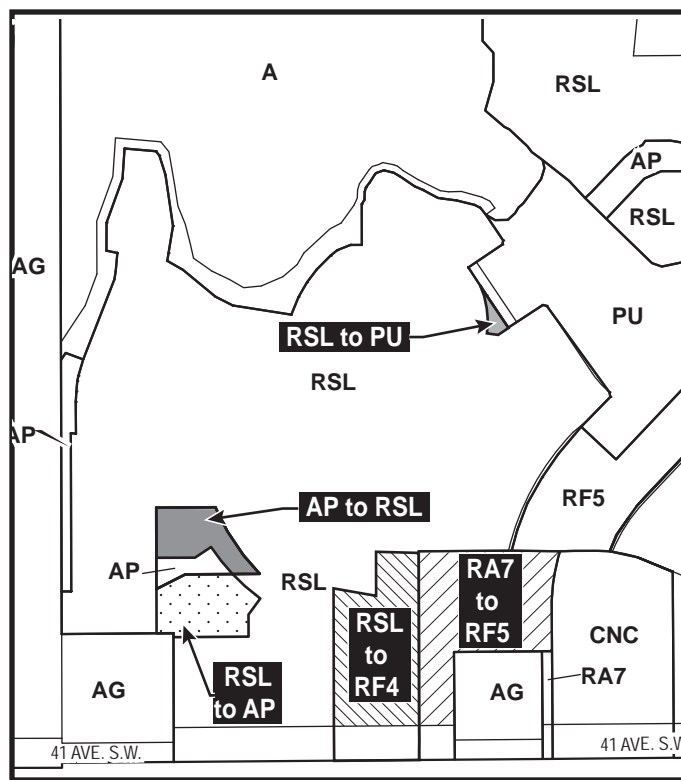 A
RSL
AP
RSL
AG
PU
RSL to PU
RSL
AP
AP to RSL
RF5
AP
RSL
RA7
to
RF5
RSL
to
RF4
CNC
RSL
to AP
AG
AG
RA7
41 AVE. S.W.
41 AVE. S.W